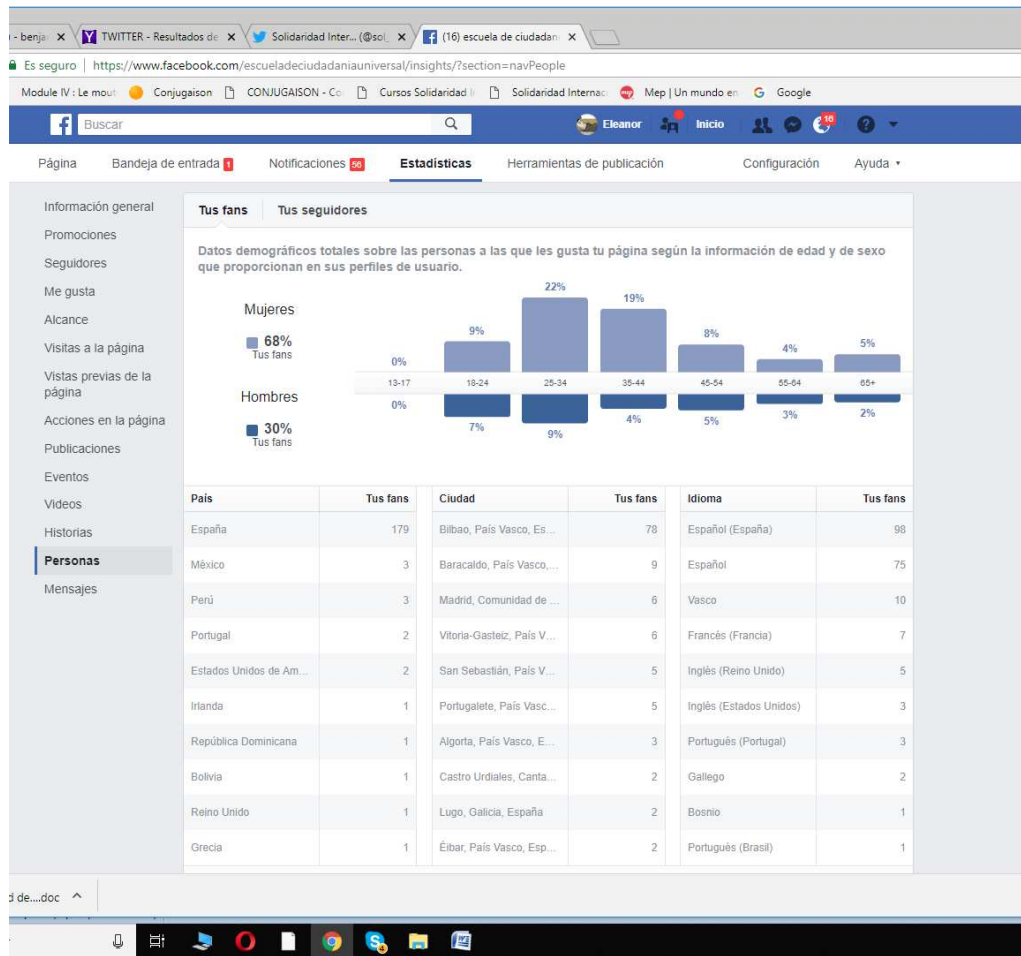 - benja
TWITTER - Resultados de
Solidaridad Inter... (@sol_
(16) escuela de ciudadan
Es seguro | https://www.facebook.com/escueladeciudadaniauniversal/insights/?section=navPeople
Module IV : Le mout
Conjugaison
CONJUGAISON - Co
Cursos Solidaridad I
Solidaridad Internac
Mep | Un mundo en
Google
Buscar
Eleanor
Inicio
16
Página
Bandeja de entrada 1
Notificaciones 56
Estadísticas
Herramientas de publicación
Configuración
Ayuda
Información general
Promociones
Seguidores
Me gusta
Alcance
Visitas a la página
Vistas previas de la
página
Acciones en la página
Publicaciones
Eventos
Videos
Historias
Personas
Mensajes
Tus fans
Tus seguidores
Datos demográficos totales sobre las personas a las que les gusta tu página según la información de edad y de sexo
que proporcionan en sus perfiles de usuario.
Mujeres
68%
Tus fans
0% 9% 22% 19% 8% 4% 5%
13-17 18-24 25-34 35-44 45-54 55-64 65+
Hombres
30%
Tus fans
0% 7% 9% 4% 5% 3% 2%
País Tus fans Ciudad Tus fans Idioma Tus fans
España 179 Bilbao, País Vasco, Es... 78 Español (España) 98
México 3 Baracaldo, País Vasco,... 9 Español 75
Perú 3 Madrid, Comunidad de ... 6 Vasco 10
Portugal 2 Vitoria-Gasteiz, País V... 6 Francés (Francia) 7
Estados Unidos de Am... 2 San Sebastián, País V... 5 Inglés (Reino Unido) 5
Irlanda 1 Portugalete, País Vasc... 5 Inglés (Estados Unidos) 3
República Dominicana 1 Algorta, País Vasco, E... 3 Portugués (Portugal) 3
Bolivia 1 Castro Urdiales, Canta... 2 Gallego 2
Reino Unido 1 Lugo, Galicia, España 2 Bosnio 1
Grecia 1 Éibar, País Vasco, Esp... 2 Portugués (Brasil) 1
d de....doc